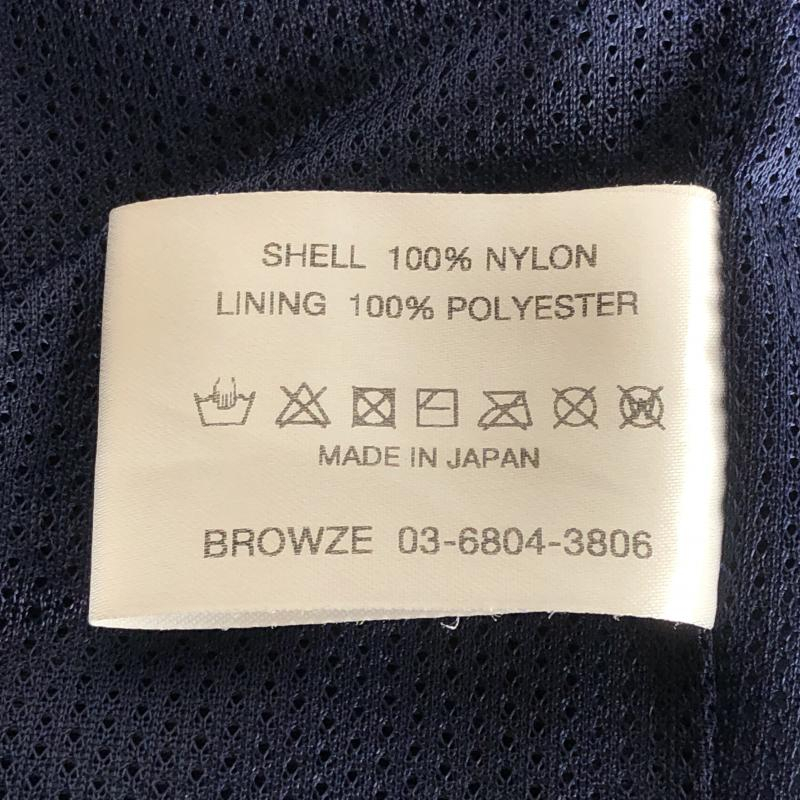 SHELL 100% NYLON
LINING 100% POLYESTER
W
MADE IN JAPAN
BROWZE 03-6804-3806